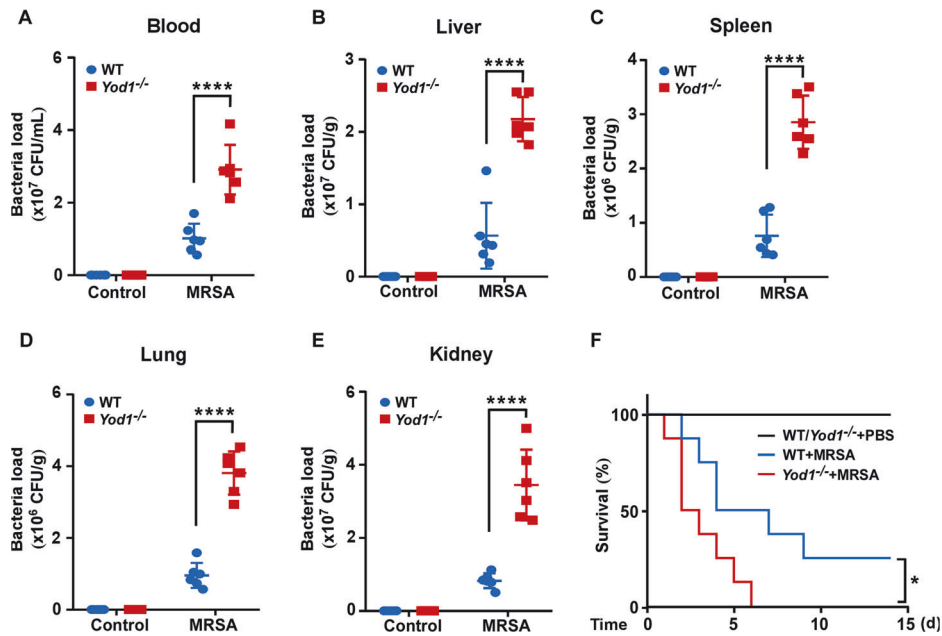 A
Blood
WT
Yod1-/-
****
Bacteria load
(x10⁷ CFU/mL)
6
4
2
0
Control
MRSA
B
Liver
WT
Yod1-/-
****
Bacteria load
(x10⁷ CFU/g)
3
2
1
0
Control
MRSA
C
Spleen
WT
Yod1-/-
****
Bacteria load
(x10⁶ CFU/g)
4
3
2
1
0
Control
MRSA
D
Lung
WT
Yod1-/-
****
Bacteria load
(x10⁶ CFU/g)
6
4
2
0
Control
MRSA
E
Kidney
WT
Yod1-/-
****
Bacteria load
(x10⁷ CFU/g)
6
4
2
0
Control
MRSA
F
WT/Yod1-/-+PBS
WT+MRSA
Yod1-/-+MRSA
Survival (%)
100
50
0
*
Time
5
10
15 (d)